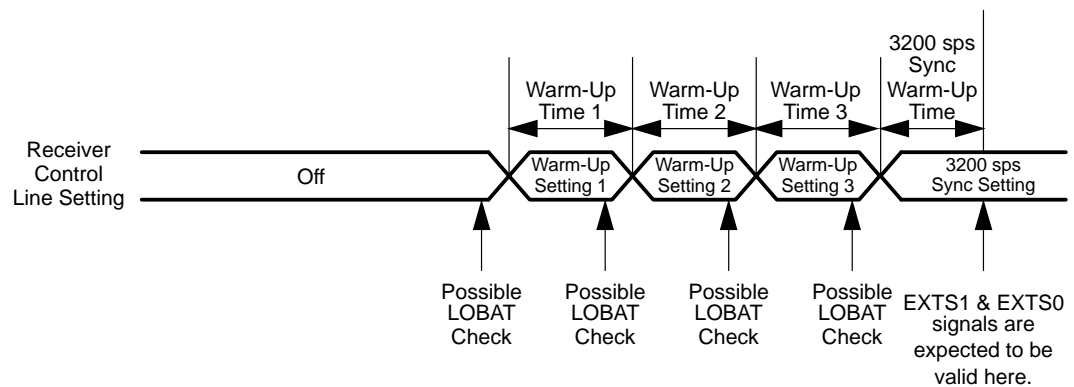 3200 sps
Sync
Warm-Up
Time
Warm-Up
Time 1
Warm-Up
Time 2
Warm-Up
Time 3
Receiver
Control
Line Setting
Off
Warm-Up
Setting 1
Warm-Up
Setting 2
Warm-Up
Setting 3
3200 sps
Sync Setting
Possible
LOBAT
Check
Possible
LOBAT
Check
Possible
LOBAT
Check
Possible
LOBAT
Check
EXTS1 & EXTS0
signals are
expected to be
valid here.